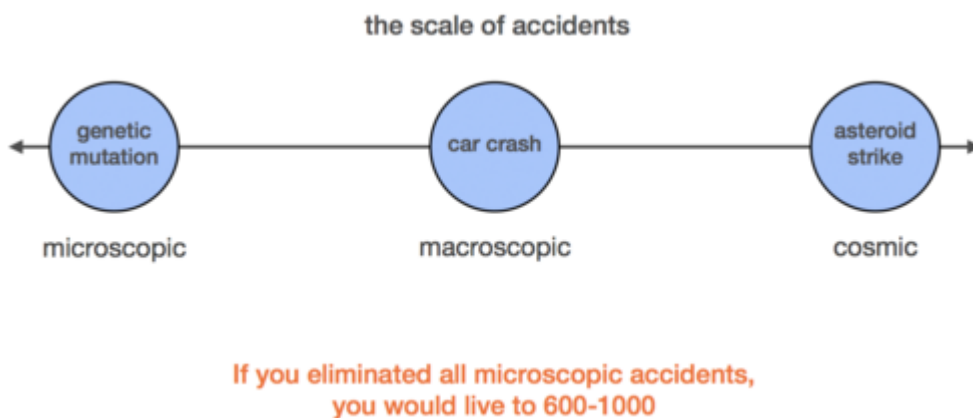 the scale of accidents
genetic
mutation
car crash
asteroid
strike
microscopic
macroscopic
cosmic
If you eliminated all microscopic accidents,
you would live to 600-1000